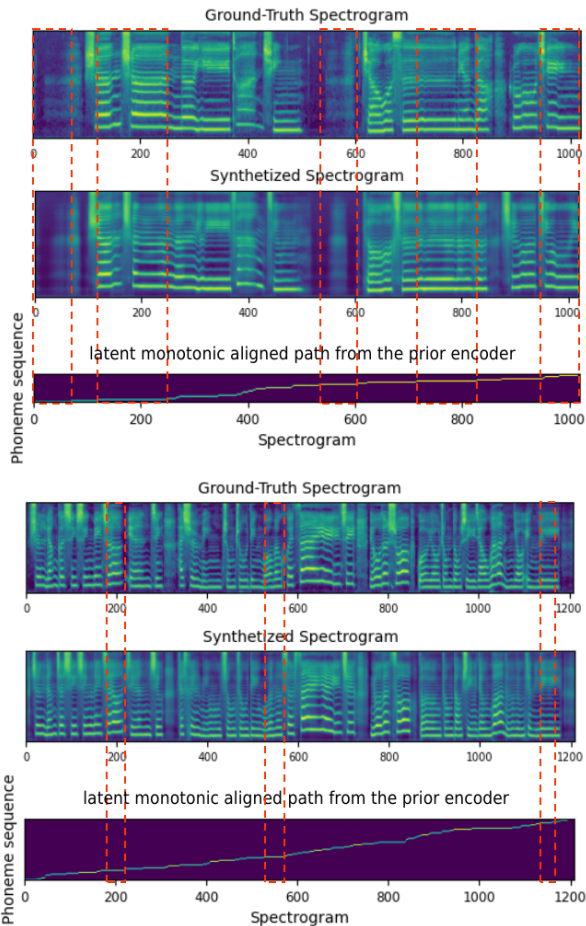 Ground-Truth Spectrogram
0 200 400 600 800 1000
Synthetized Spectrogram
0 200 400 600 800 1000
latent monotonic aligned path from the prior encoder
Phoneme sequence
0 200 400 600 800 1000
Spectrogram
Ground-Truth Spectrogram
0 200 400 600 800 1000 1200
Synthetized Spectrogram
0 200 400 600 800 1000 1200
latent monotonic aligned path from the prior encoder
Phoneme sequence
0 200 400 600 800 1000 1200
Spectrogram